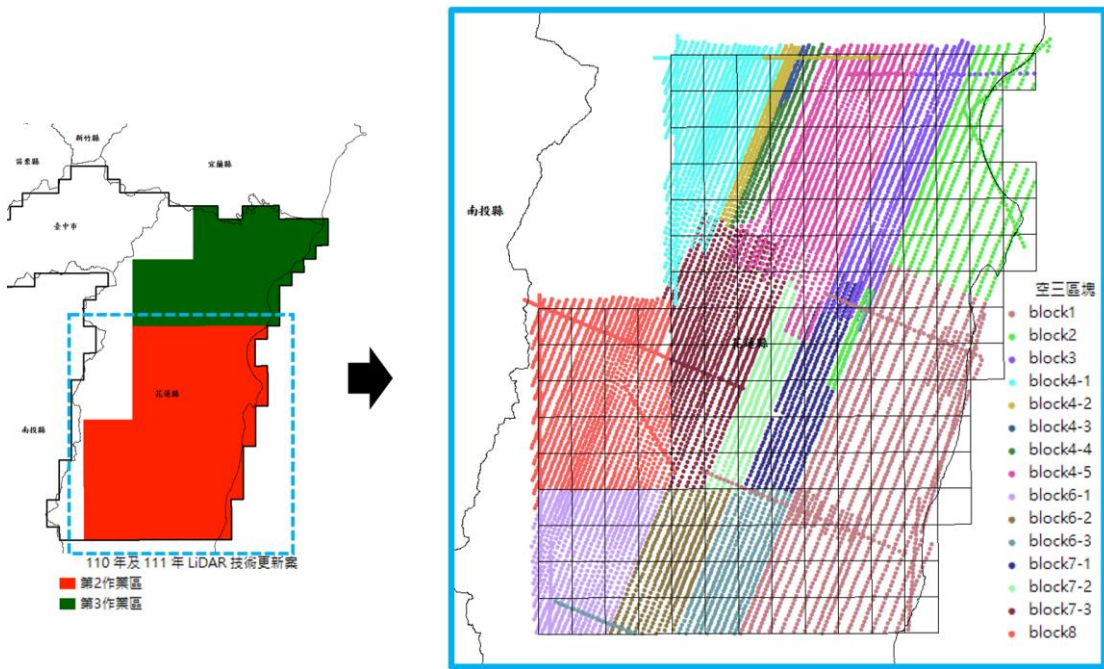 新竹縣
苗栗縣
宜蘭縣
臺中市
花蓮縣
南投縣
110 年及 111 年 LiDAR 技術更新案
第2作業區
第3作業區
南投縣
花蓮縣
空三區塊
block1
block2
block3
block4-1
block4-2
block4-3
block4-4
block4-5
block6-1
block6-2
block6-3
block7-1
block7-2
block7-3
block8